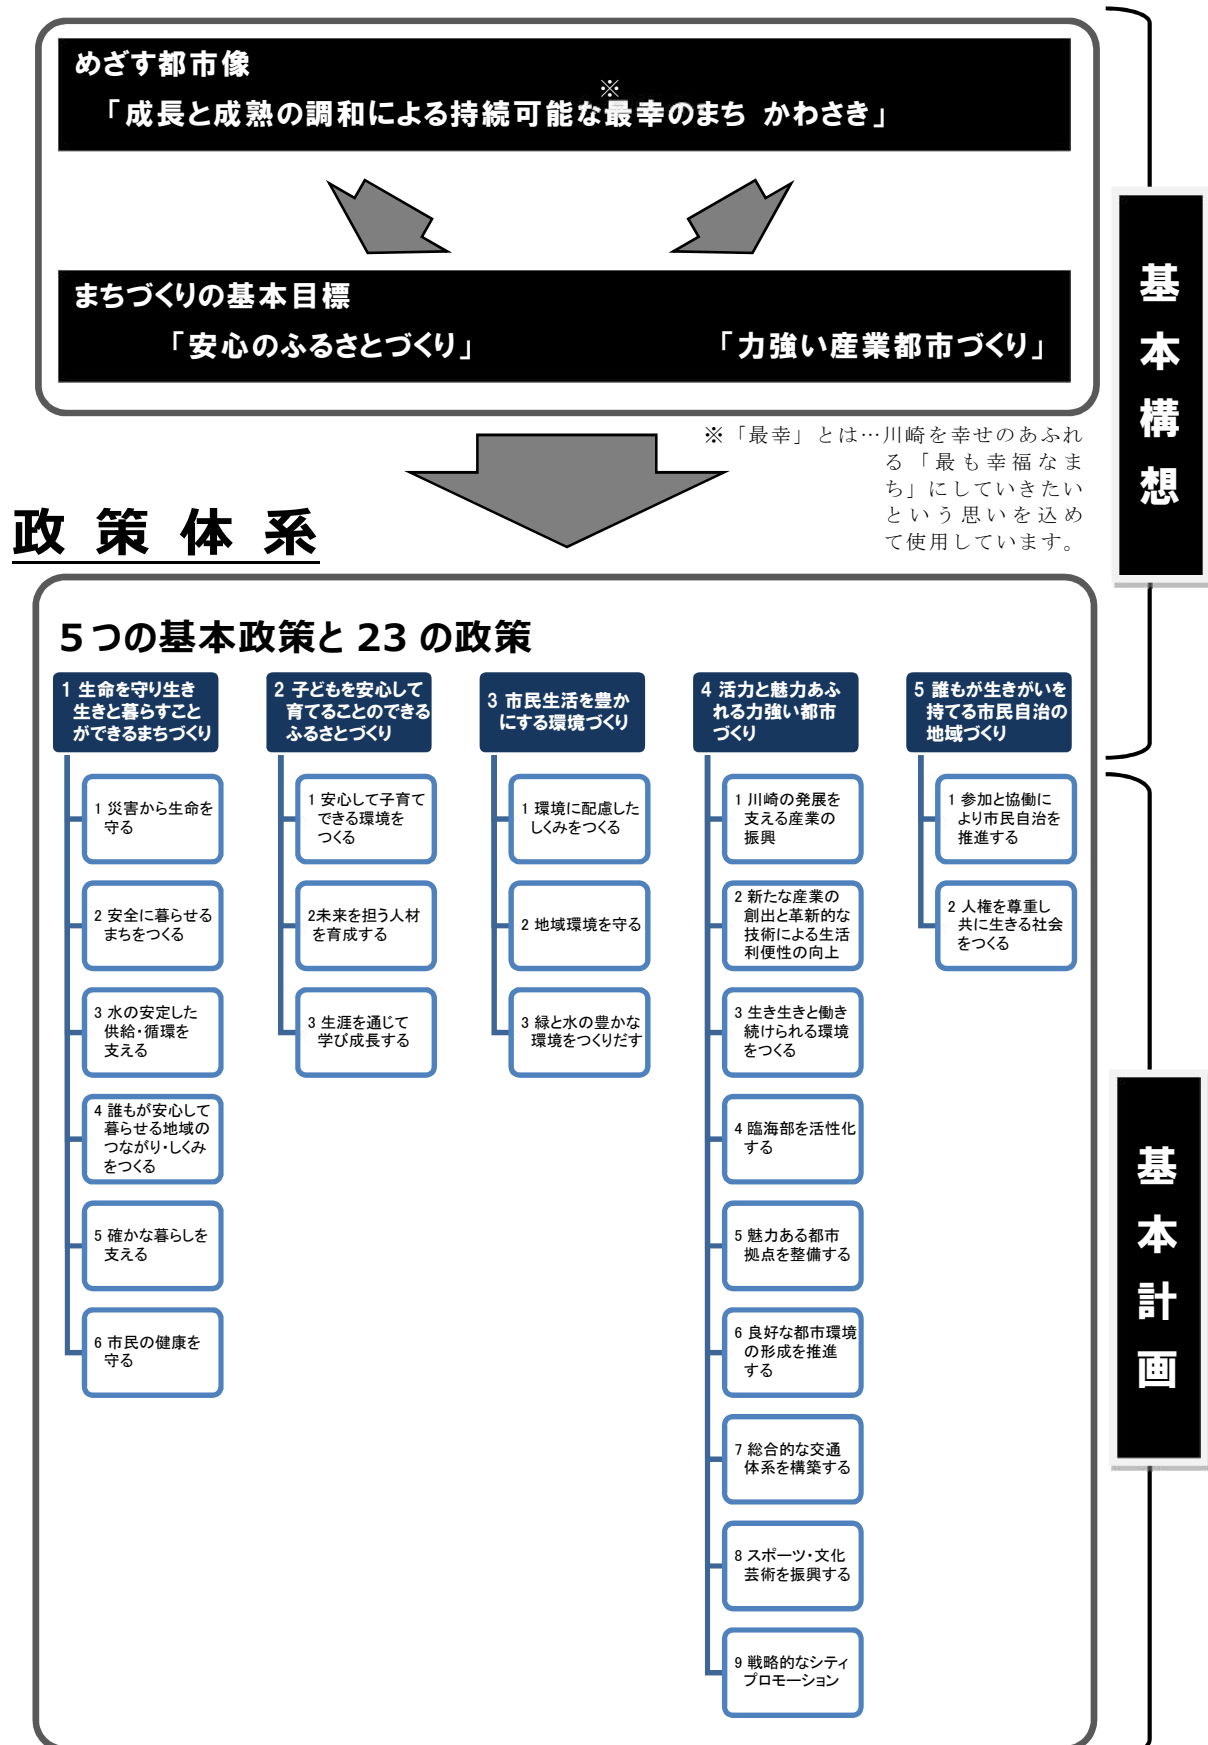 めざす都市像
※
「成長と成熟の調和による持続可能な最幸のまち かわさき」
まちづくりの基本目標
「安心のふるさとづくり」
「力強い産業都市づくり」
基本構想
※「最幸」とは…川崎を幸せのあふれ
る「最も幸福なま
ち」にしていきたい
という思いを込め
て使用しています。
政策体系
5つの基本政策と23の政策
1 生命を守り生き
生きと暮らすこと
ができるまちづくり
1 災害から生命を
守る
2 安全に暮らせる
まちをつくる
3 水の安定した
供給・循環を
支える
4 誰もが安心して
暮らせる地域の
つながり・しくみ
をつくる
5 確かな暮らしを
支える
6 市民の健康を
守る
2 子どもを安心して
育てることのできる
ふるさとづくり
1 安心して子育て
できる環境を
つくる
2未来を担う人材
を育成する
3 生涯を通じて
学び成長する
3 市民生活を豊か
にする環境づくり
1 環境に配慮した
しくみをつくる
2 地域環境を守る
3 緑と水の豊かな
環境をつくりだす
4 活力と魅力あふ
れる力強い都市
づくり
1 川崎の発展を
支える産業の
振興
2 新たな産業の
創出と革新的な
技術による生活
利便性の向上
3 生き生きと働き
続けられる環境
をつくる
4 臨海部を活性化
する
5 魅力ある都市
拠点を整備する
6 良好な都市環境
の形成を推進
する
7 総合的な交通
体系を構築する
8 スポーツ・文化
芸術を振興する
9 戦略的なシティ
プロモーション
5 誰もが生きがいを
持てる市民自治の
地域づくり
1 参加と協働に
より市民自治を
推進する
2 人権を尊重し
共に生きる社会
をつくる
基本計画